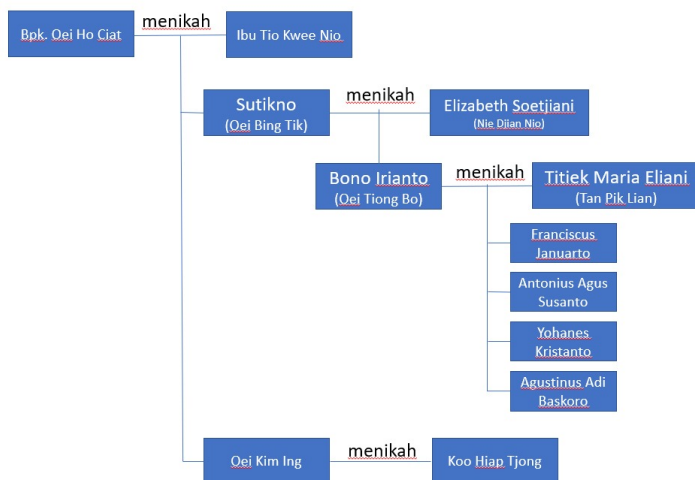 menikah
Bpk. Oei Ho Ciat
Ibu Tio Kwee Nio
menikah
Sutikno
(Oei Bing Tik)
Elizabeth Soetjiani
(Nie Djian Nio)
menikah
Bono Irianto
(Oei Tiong Bo)
Titiek Maria Eliani
(Tan Pik Lian)
Franciscus
Januarto
Antonius Agus
Susanto
Yohanes
Kristanto
Agustinus Adi
Baskoro
menikah
Oei Kim Ing
Koo Hiap Tjong